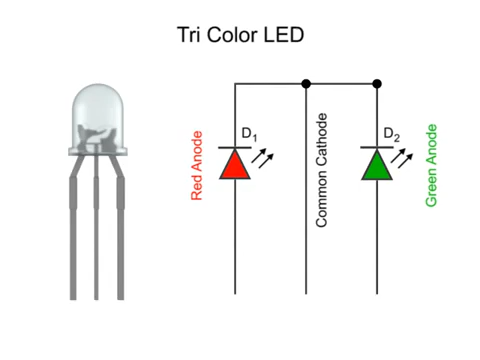 Tri Color LED
D1
D2
Red Anode
Common Cathode
Green Anode